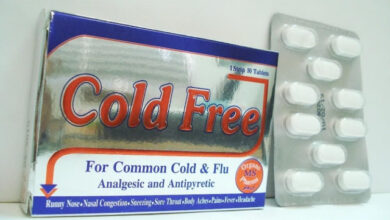 1 Strip 10 Tablets
Cold Free
For Common Cold & Flu
Analgesic and Antipyretic
MS
Runny Nose•Nasal Congestion•Sneezing•Sore Throat•Body Aches•Pains•Fever•Headache